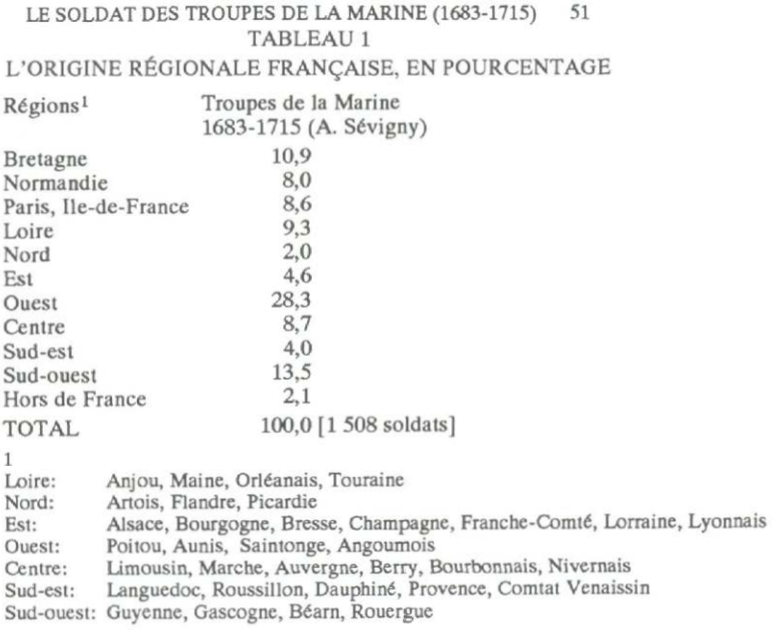 LE SOLDAT DES TROUPES DE LA MARINE (1683-1715) 51
TABLEAU 1
L'ORIGINE RÉGIONALE FRANÇAISE, EN POURCENTAGE
Régions1 Troupes de la Marine
1683-1715 (A. Sévigny)
Bretagne 10,9
Normandie 8,0
Paris, Ile-de-France 8,6
Loire 9,3
Nord 2,0
Est 4,6
Ouest 28,3
Centre 8,7
Sud-est 4,0
Sud-ouest 13,5
Hors de France 2,1
TOTAL 100,0 [1 508 soldats]
1
Loire: Anjou, Maine, Orléanais, Touraine
Nord: Artois, Flandre, Picardie
Est: Alsace, Bourgogne, Bresse, Champagne, Franche-Comté, Lorraine, Lyonnais
Ouest: Poitou, Aunis, Saintonge, Angoumois
Centre: Limousin, Marche, Auvergne, Berry, Bourbonnais, Nivernais
Sud-est: Languedoc, Roussillon, Dauphiné, Provence, Comtat Venaissin
Sud-ouest: Guyenne, Gascogne, Béarn, Rouergue